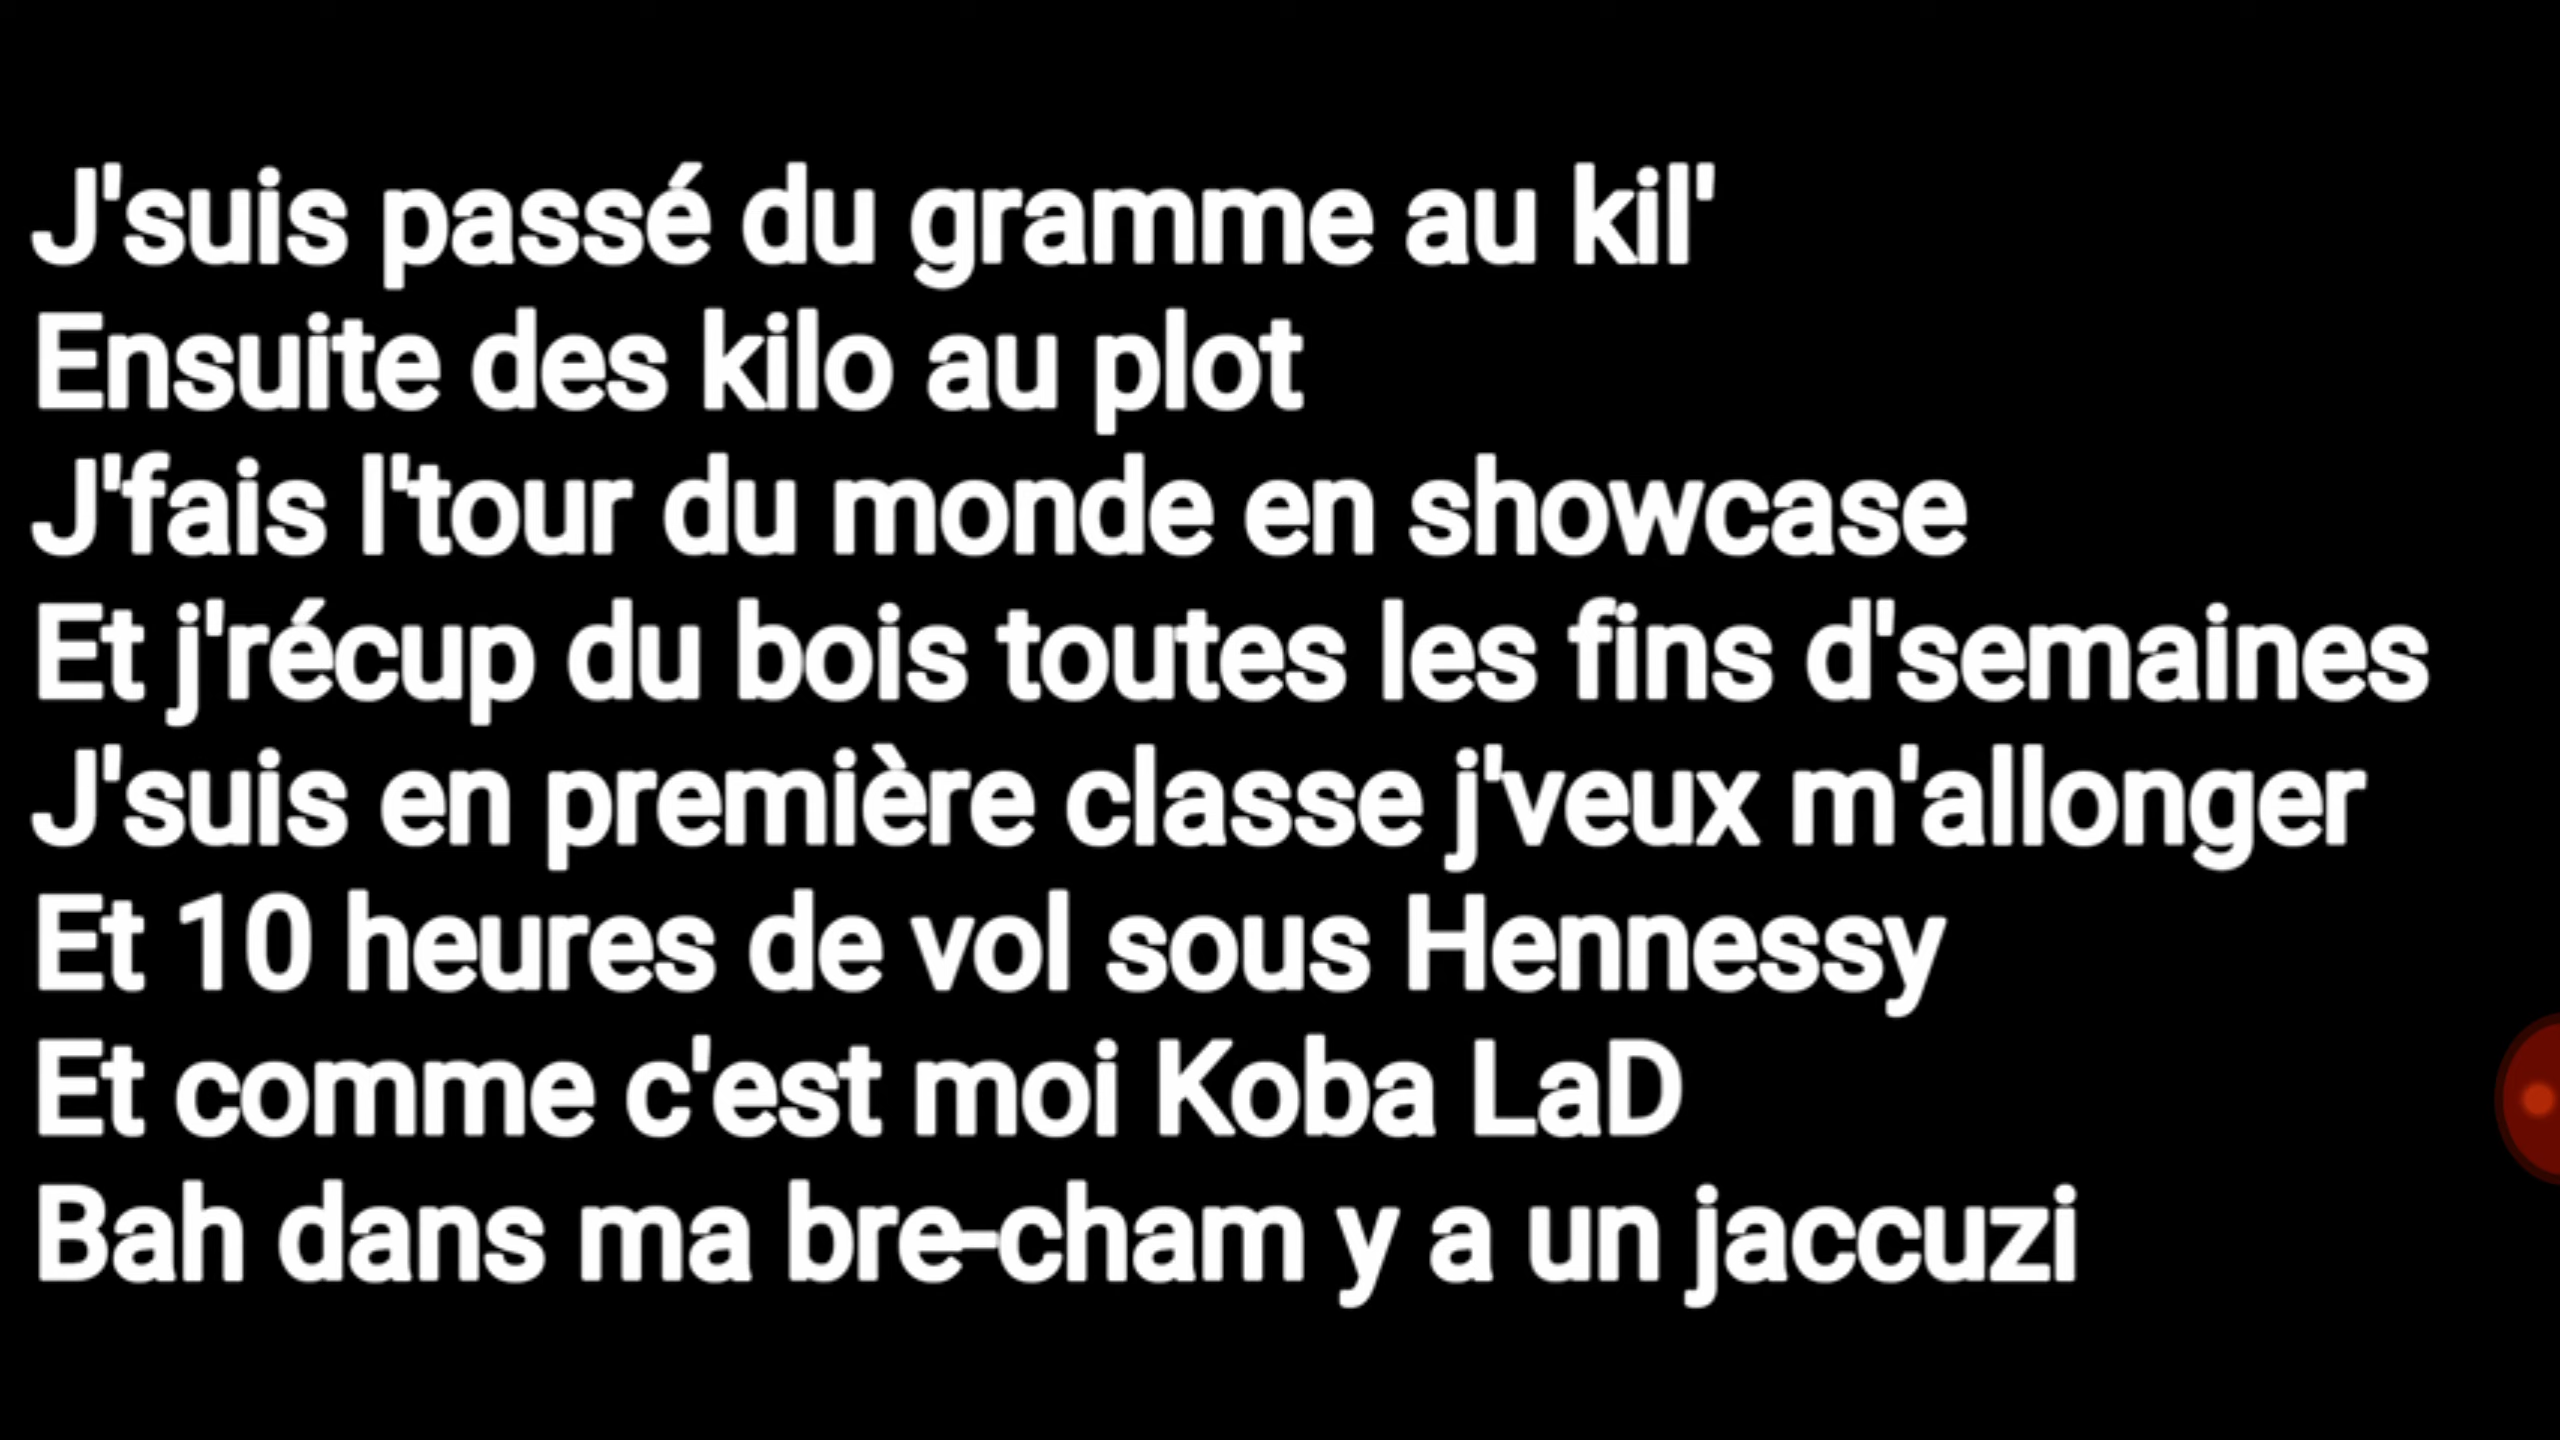 J'suis passé du gramme au kil'
Ensuite des kilo au plot
J'fais l'tour du monde en showcase
Et j'récup du bois toutes les fins d'semaines
J'suis en première classe j'veux m'allonger
Et 10 heures de vol sous Hennessy
Et comme c'est moi Koba LaD
Bah dans ma bre-cham y a un jaccuzi